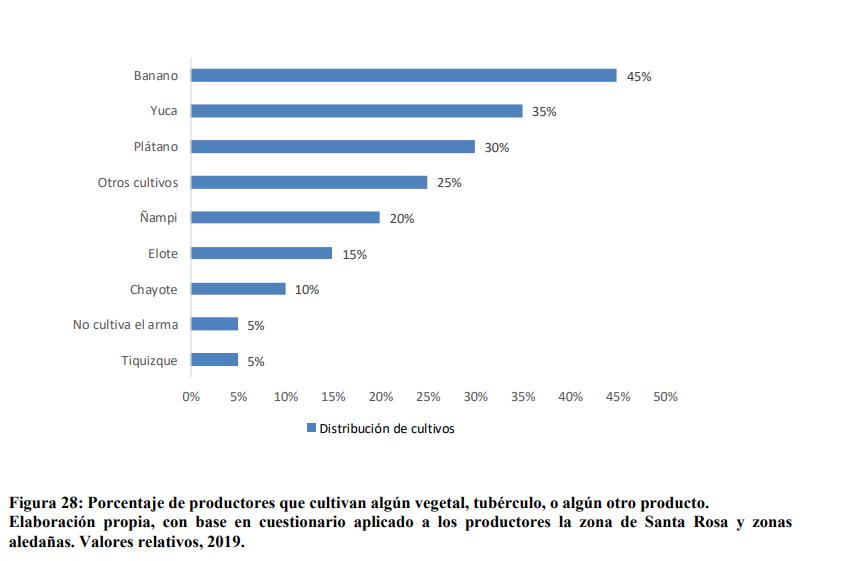 Banano 45%
Yuca 35%
Plátano 30%
Otros cultivos 25%
Ñampi 20%
Elote 15%
Chayote 10%
No cultiva el arma 5%
Tiquizque 5%
0% 5% 10% 15% 20% 25% 30% 35% 40% 45% 50%
Distribución de cultivos
Figura 28: Porcentaje de productores que cultivan algún vegetal, tubérculo, o algún otro producto.
Elaboración propia, con base en cuestionario aplicado a los productores la zona de Santa Rosa y zonas
aledañas. Valores relativos, 2019.